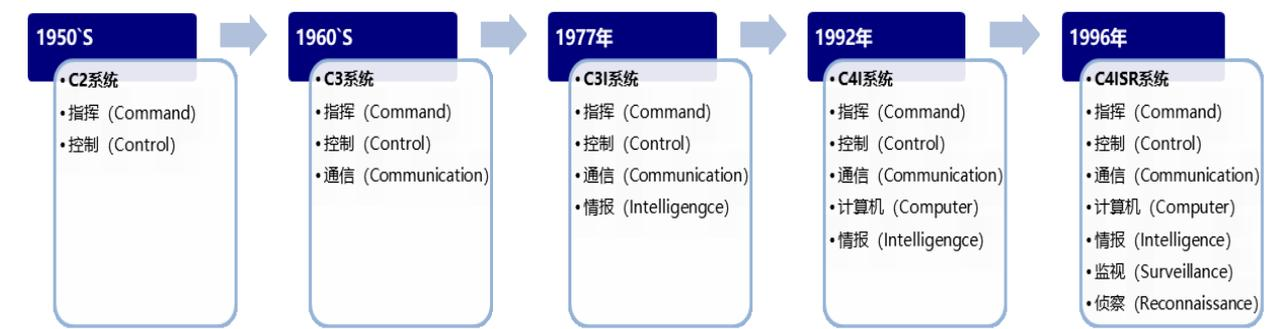 1950`S
• C2系统
• 指挥 (Command)
• 控制 (Control)
1960`S
• C3系统
• 指挥 (Command)
• 控制 (Control)
• 通信 (Communication)
1977年
• C3I系统
• 指挥 (Command)
• 控制 (Control)
• 通信 (Communication)
• 情报 (Intelligengce)
1992年
• C4I系统
• 指挥 (Command)
• 控制 (Control)
• 通信 (Communication)
• 计算机 (Computer)
• 情报 (Intelligengce)
1996年
• C4ISR系统
• 指挥 (Command)
• 控制 (Control)
• 通信 (Communication)
• 计算机 (Computer)
• 情报 (Intelligence)
• 监视 (Surveillance)
• 侦察 (Reconnaissance)